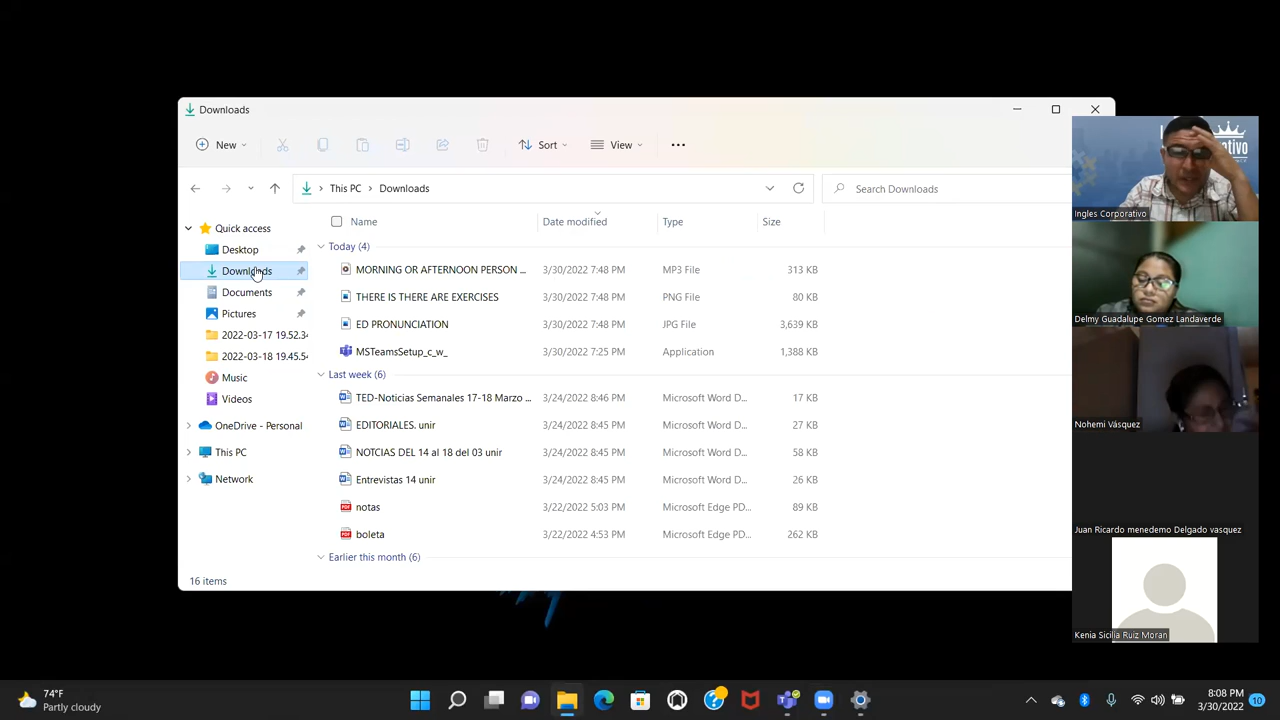 Downloads
New
Sort
View
This PC > Downloads
Search Downloads
Name
Date modified
Type
Size
Quick access
Desktop
Downloads
Documents
Pictures
2022-03-17 19.52.34
2022-03-18 19.45.54
Music
Videos
OneDrive - Personal
This PC
Network
Today (4)
MORNING OR AFTERNOON PERSON ... 3/30/2022 7:48 PM MP3 File 313 KB
THERE IS THERE ARE EXERCISES 3/30/2022 7:48 PM PNG File 80 KB
ED PRONUNCIATION 3/30/2022 7:48 PM JPG File 3,639 KB
MSTeamsSetup_c_w_ 3/30/2022 7:25 PM Application 1,388 KB
Last week (6)
TED-Noticias Semanales 17-18 Marzo ... 3/24/2022 8:46 PM Microsoft Word D... 17 KB
EDITORIALES. unir 3/24/2022 8:45 PM Microsoft Word D... 27 KB
NOTCIAS DEL 14 al 18 del 03 unir 3/24/2022 8:45 PM Microsoft Word D... 58 KB
Entrevistas 14 unir 3/24/2022 8:45 PM Microsoft Word D... 26 KB
notas 3/22/2022 5:03 PM Microsoft Edge PD... 89 KB
boleta 3/22/2022 4:53 PM Microsoft Edge PD... 262 KB
Earlier this month (6)
16 items
Ingles Corporativo
Delmy Guadalupe Gomez Landaverde
Nohemi Vásquez
Juan Ricardo menedemo Delgado vasquez
Kenia Sicilia Ruiz Moran
74°F
Partly cloudy
8:08 PM
3/30/2022
10